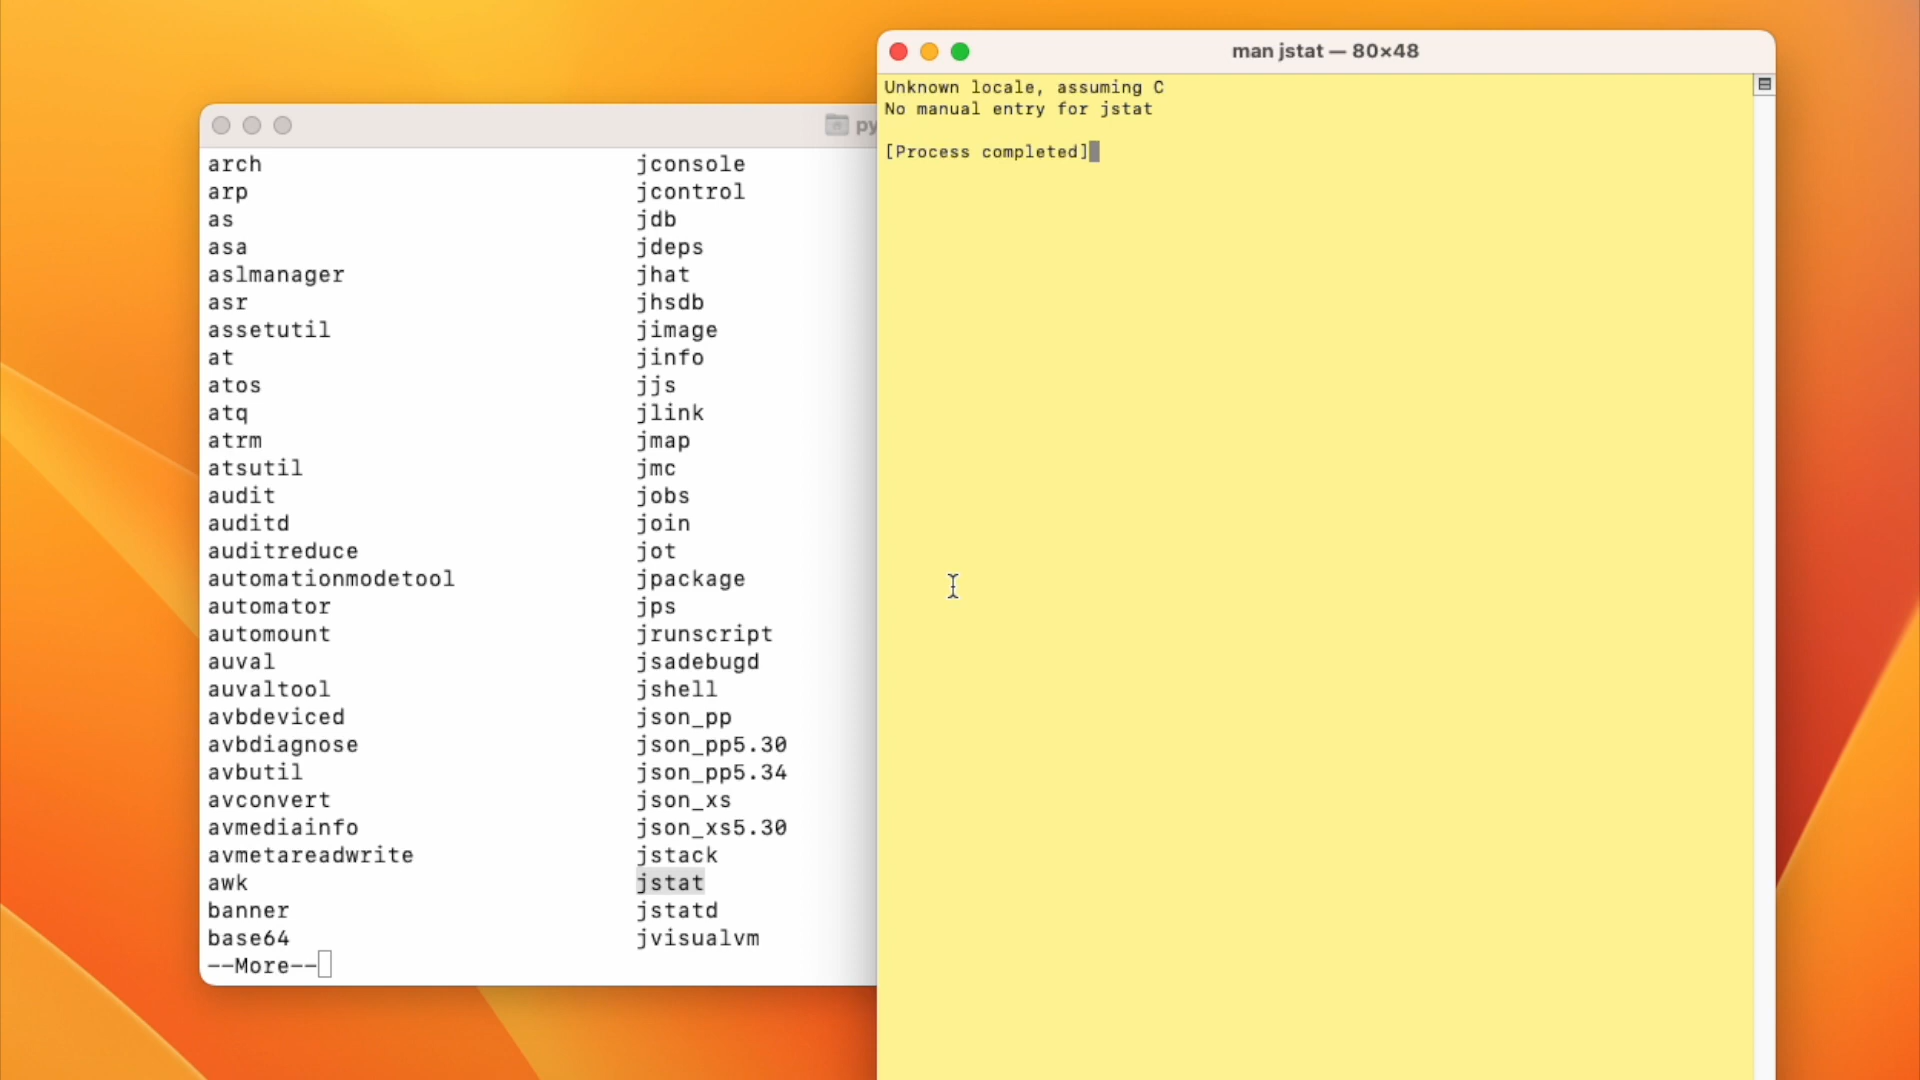 man jstat — 80×48
Unknown locale, assuming C
No manual entry for jstat
[Process completed]
py
arch jconsole
arp jcontrol
as jdb
asa jdeps
aslmanager jhat
asr jhsdb
assetutil jimage
at jinfo
atos jjs
atq jlink
atrm jmap
atsutil jmc
audit jobs
auditd join
auditreduce jot
automationmodetool jpackage
automator jps
automount jrunscript
auval jsadebugd
auvaltool jshell
avbdeviced json_pp
avbdiagnose json_pp5.30
avbutil json_pp5.34
avconvert json_xs
avmediainfo json_xs5.30
avmetareadwrite jstack
awk jstat
banner jstatd
base64 jvisualvm
--More--